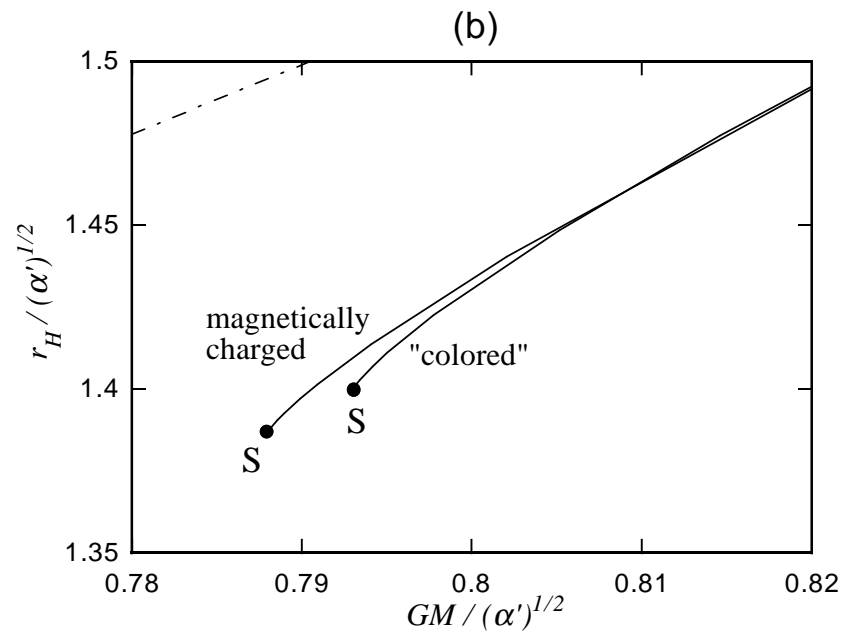 (b)
1.5
1.45
1.4
1.35
r_H / (α')^{1/2}
magnetically
charged
"colored"
S
S
0.78
0.79
0.8
0.81
0.82
GM / (α')^{1/2}